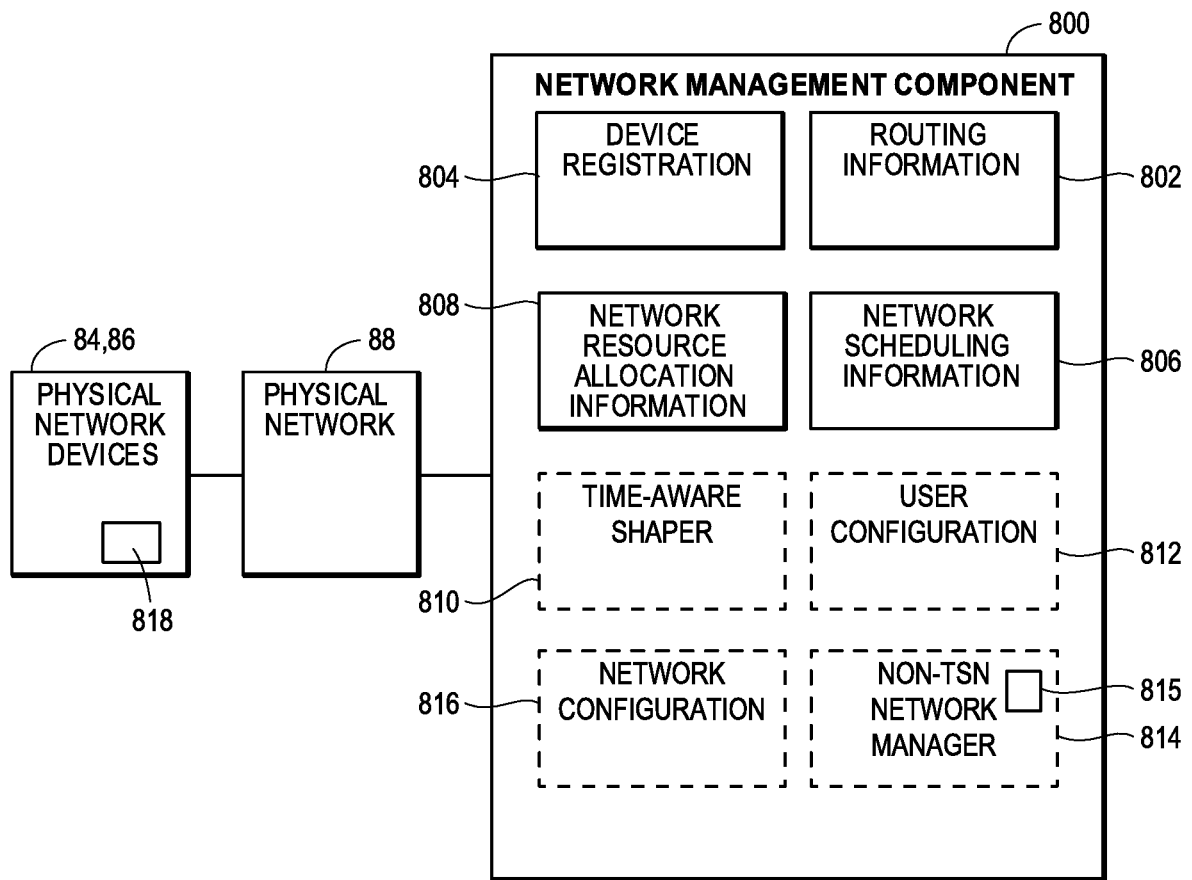 800
NETWORK MANAGEMENT COMPONENT
DEVICE
REGISTRATION
804
ROUTING
INFORMATION
802
808
NETWORK
RESOURCE
ALLOCATION
INFORMATION
NETWORK
SCHEDULING
INFORMATION
806
84,86
PHYSICAL
NETWORK
DEVICES
818
88
PHYSICAL
NETWORK
TIME-AWARE
SHAPER
810
USER
CONFIGURATION
812
NETWORK
CONFIGURATION
816
NON-TSN
NETWORK
MANAGER
815
814